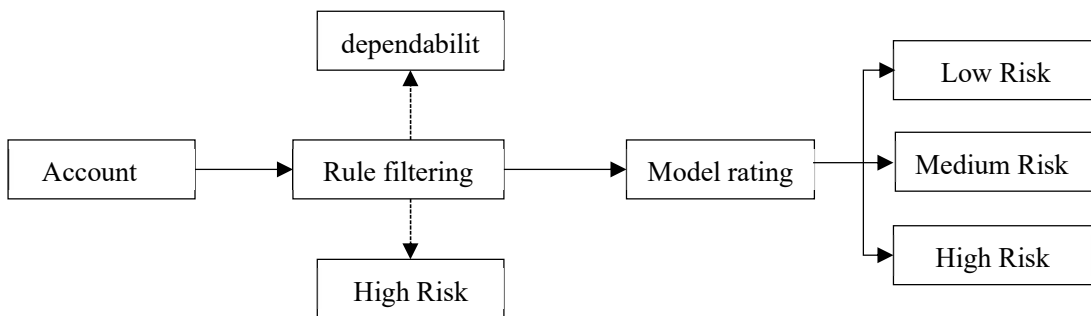 dependabilit
Low Risk
Account
Rule filtering
Model rating
Medium Risk
High Risk
High Risk